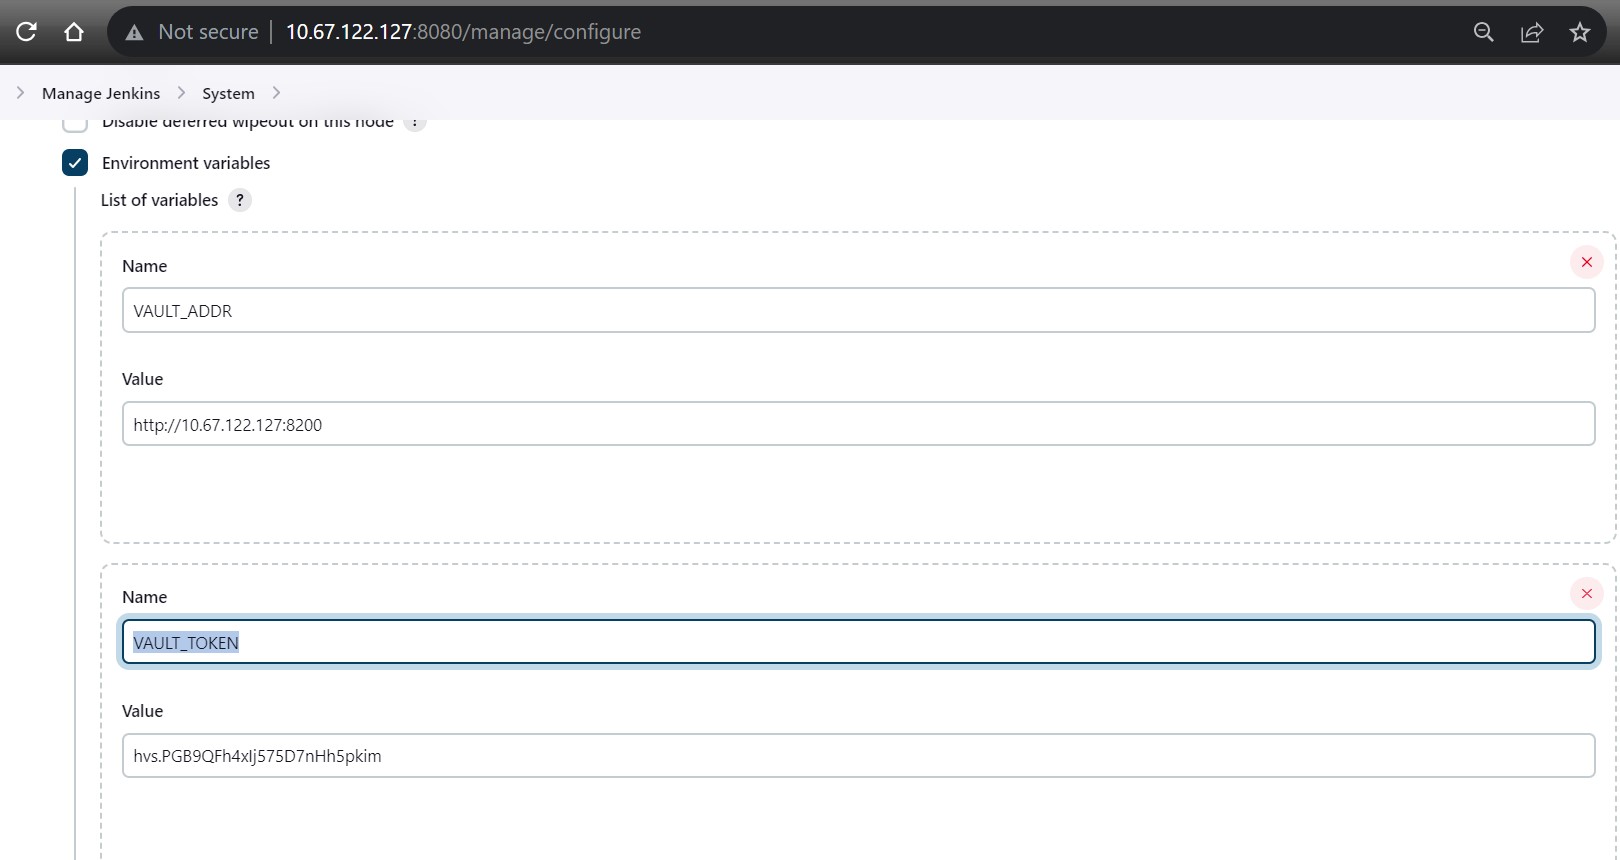 Not secure | 10.67.122.127:8080/manage/configure
Manage Jenkins > System >
Disable deferred wipeout on this node ?
Environment variables
List of variables ?
Name
VAULT_ADDR
Value
http://10.67.122.127:8200
Name
VAULT_TOKEN
Value
hvs.PGB9QFh4xIj575D7nHh5pkim